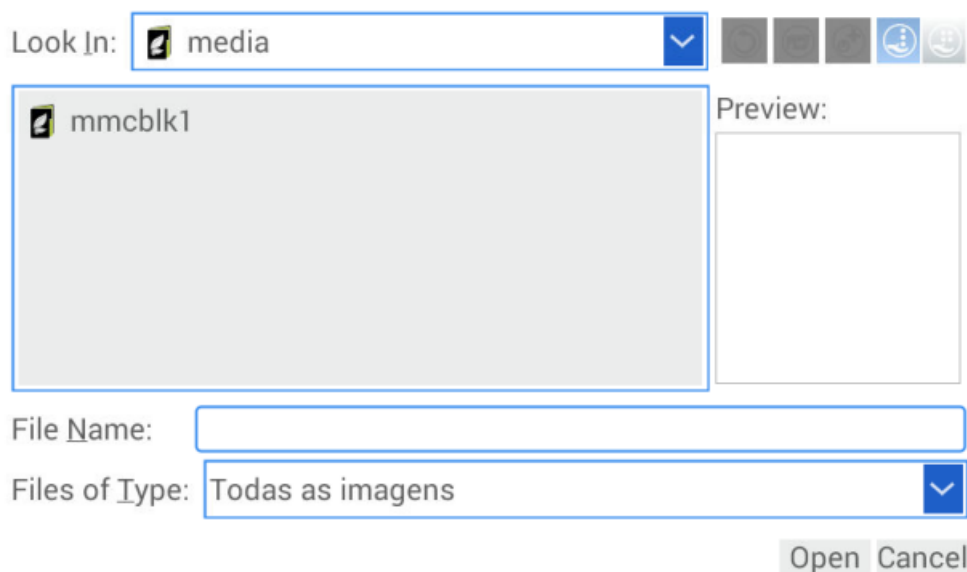 Look In: media
mmcblk1
Preview:
File Name:
Files of Type: Todas as imagens
Open Cancel